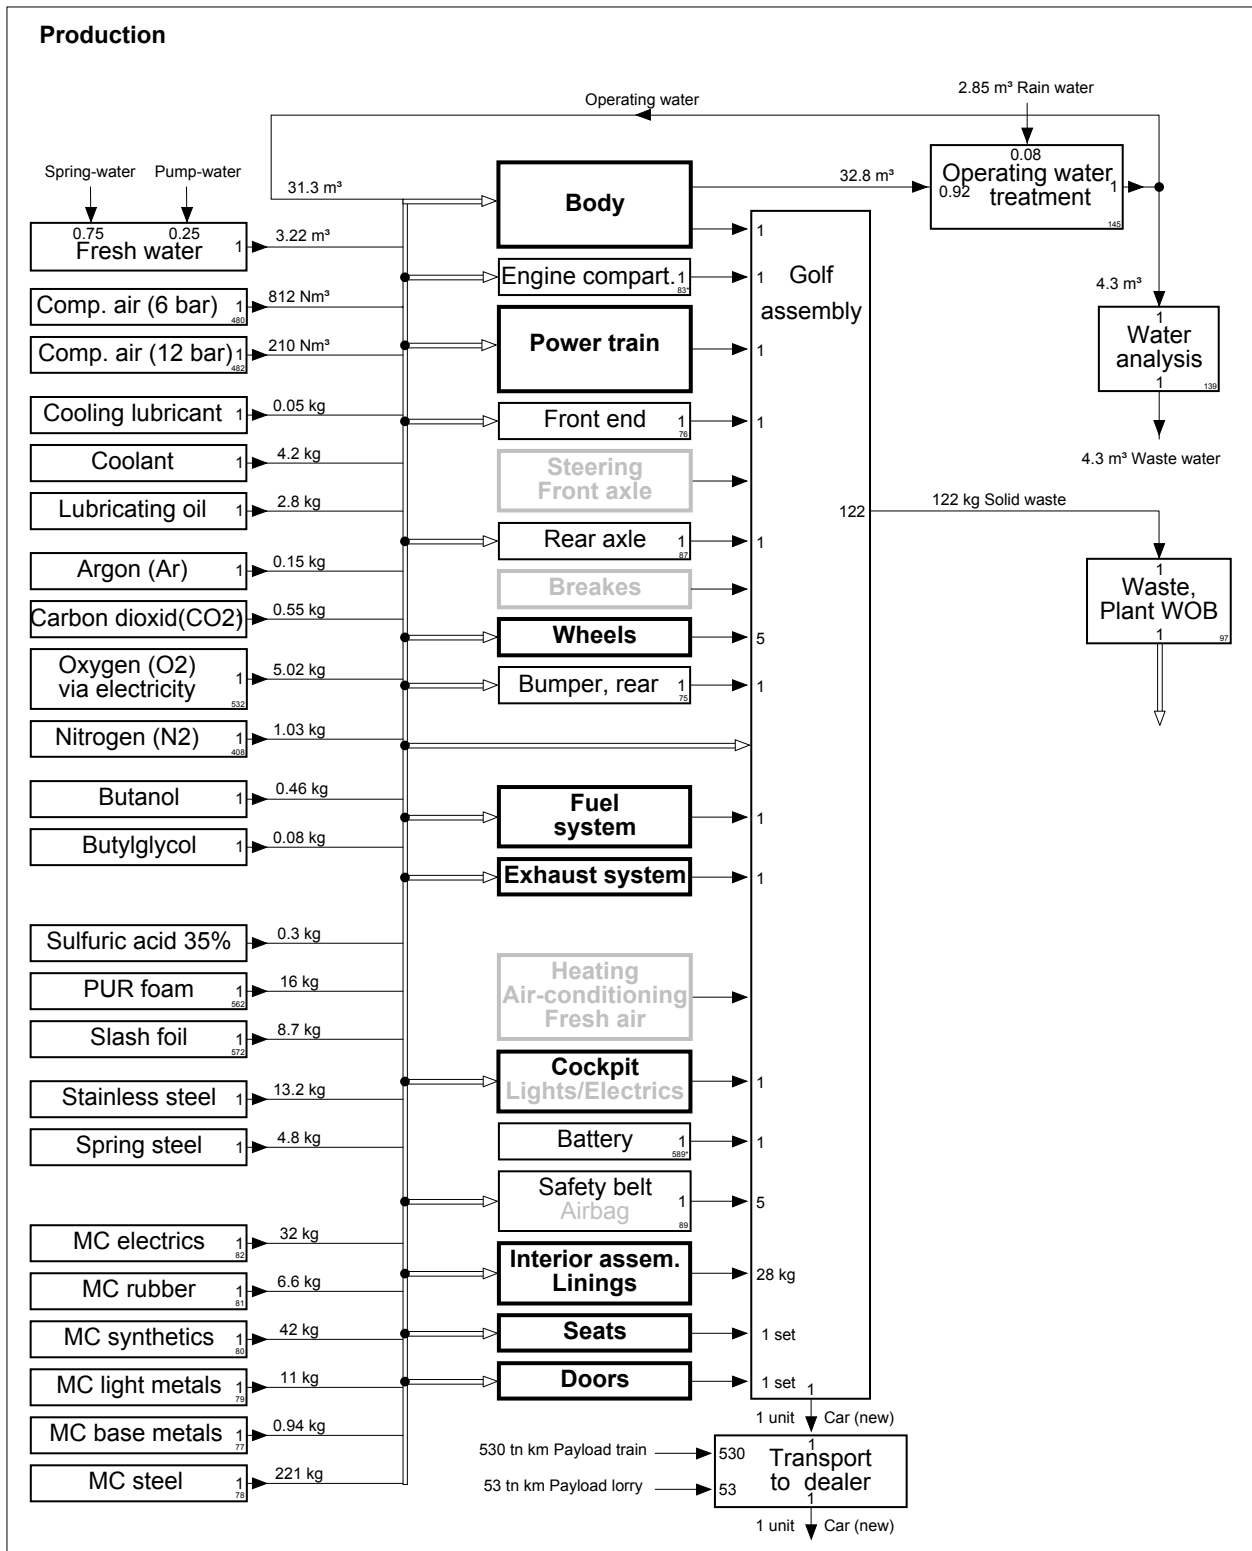 Production
Operating water
2.85 m³ Rain water
Spring-water
Pump-water
31.3 m³
0.75
0.25
Fresh water
1
3.22 m³
Comp. air (6 bar)
1
480
812 Nm³
Comp. air (12 bar)
1
482
210 Nm³
Cooling lubricant
1
0.05 kg
Coolant
1
4.2 kg
Lubricating oil
1
2.8 kg
Argon (Ar)
1
0.15 kg
Carbon dioxid(CO2)
1
0.55 kg
Oxygen (O2)
via electricity
1
532
5.02 kg
Nitrogen (N2)
1
408
1.03 kg
Butanol
1
0.46 kg
Butylglycol
1
0.08 kg
Sulfuric acid 35%
0.3 kg
PUR foam
1
562
16 kg
Slash foil
1
572
8.7 kg
Stainless steel
1
13.2 kg
Spring steel
1
4.8 kg
MC electrics
1
82
32 kg
MC rubber
1
81
6.6 kg
MC synthetics
1
80
42 kg
MC light metals
1
79
11 kg
MC base metals
1
77
0.94 kg
MC steel
1
78
221 kg
Body
32.8 m³
1
Engine compart.
1
83*
1
Power train
1
Front end
1
76
1
Steering
Front axle
Rear axle
1
87
1
Breakes
Wheels
5
Bumper, rear
1
75
1
Fuel
system
1
Exhaust system
1
Heating
Air-conditioning
Fresh air
Cockpit
Lights/Electrics
1
Battery
1
589*
1
Safety belt
Airbag
1
89
5
Interior assem.
Linings
28 kg
Seats
1 set
Doors
1 set
Golf
assembly
122
1
0.08
0.92
Operating water
treatment
1
145
4.3 m³
1
Water
analysis
1
139
4.3 m³ Waste water
122 kg Solid waste
1
Waste,
Plant WOB
1
97
1 unit
Car (new)
530 tn km Payload train
530
53 tn km Payload lorry
53
1
Transport
to dealer
1
1 unit
Car (new)